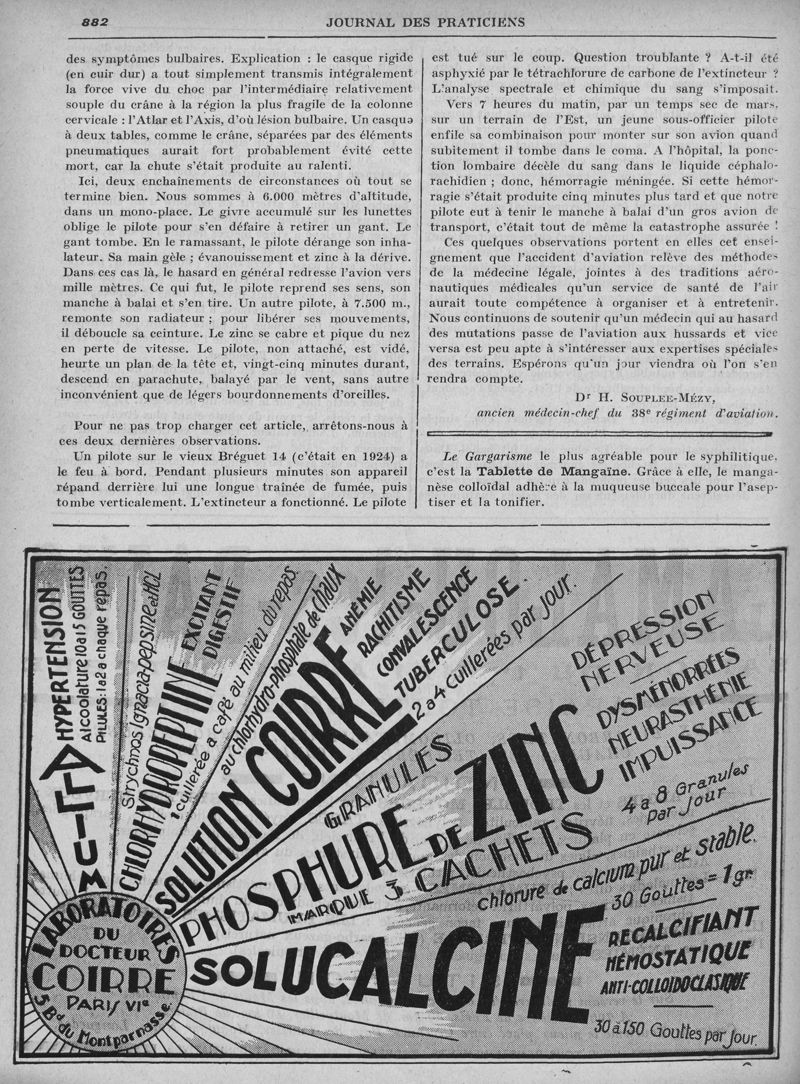 882
JOURNAL DES PRATICIENS
des symptômes bulbaires. Explication : le casque rigide
(en cuir dur) a tout simplement transmis intégralement
la force vive du choc par l'intermédiaire relativement
souple du crâne à la région la plus fragile de la colonne
cervicale : l'Atlar et l'Axis, d'où lésion bulbaire. Un casqua
à deux tables, comme le crâne, séparées par des éléments
pneumatiques aurait fort probablement évité cette
mort, car la chute s'était produite au ralenti.
Ici, deux enchaînements de circonstances où tout se
termine bien. Nous sommes à 6.000 mètres d'altitude,
dans un mono-place. Le givre accumulé sur les lunettes
oblige le pilote pour s'en défaire à retirer un gant. Le
gant tombe. En le ramassant, le pilote dérange son inha-
lateur. Sa main gèle ; évanouissement et zinc à la dérive.
Dans ces cas là, le hasard en général redresse l'avion vers
mille mètres. Ce qui fut, le pilote reprend ses sens, son
manche à balai et s'en tire. Un autre pilote, à 7.500 m.,
remonte son radiateur ; pour libérer ses mouvements,
il déboucle sa ceinture. Le zinc se cabre et pique du nez
en perte de vitesse. Le pilote, non attaché, est vidé,
heurte un plan de la tête et, vingt-cinq minutes durant,
descend en parachute, balayé par le vent, sans autre
inconvénient que de légers bourdonnements d'oreilles.
Pour ne pas trop charger cet article, arrêtons-nous à
ces deux dernières observations.
Un pilote sur le vieux Bréguet 14 (c'était en 1924) a
le feu à bord. Pendant plusieurs minutes son appareil
répand derrière lui une longue traînée de fumée, puis
tombe verticalement. L'extincteur a fonctionné. Le pilote
est tué sur le coup. Question troublante ? A-t-il été
asphyxié par le tétrachlorure de carbone de l'extincteur ?
L'analyse spectrale et chimique du sang s'imposait.
Vers 7 heures du matin, par un temps sec de mars,
sur un terrain de l'Est, un jeune sous-officier pilote
enfile sa combinaison pour monter sur son avion quand
subitement il tombe dans le coma. A l'hôpital, la ponc-
tion lombaire décèle du sang dans le liquide céphalo-
rachidien ; donc, hémorragie méningée. Si cette hémor-
ragie s'était produite cinq minutes plus tard et que notre
pilote eut à tenir le manche à balai d'un gros avion de
transport, c'était tout de même la catastrophe assurée !
Ces quelques observations portent en elles cet ensei-
gnement que l'accident d'aviation relève des méthodes
de la médecine légale, jointes à des traditions aéro-
nautiques médicales qu'un service de santé de l'air
aurait toute compétence à organiser et à entretenir.
Nous continuons de soutenir qu'un médecin qui au hasard
des mutations passe de l'aviation aux hussards et vice
versa est peu apte à s'intéresser aux expertises spéciales
des terrains. Espérons qu'un jour viendra où l'on s'en
rendra compte.
Dr H. SOUPLEE-MÉZY,
ancien médecin-chef du 38e régiment d'aviation.
Le Gargarisme le plus agréable pour le syphilitique,
c'est la Tablette de Mangaïne. Grâce à elle, le manga-
nèse colloïdal adhère à la muqueuse buccale pour l'asep-
tiser et la tonifier.
ALLIUM
HYPERTENSION
Alcoolature 10 à 15 GOUTTES
PILULES : 1 à 2 à chaque repas.
Strychnos Ignacia-pepsine et HCl
CHLORHYDROPEPTINE
EXCITANT
DIGESTIF
1 cuillerée à café au milieu du repas.
au chlorhydro-phosphate de chaux
SOLUTION COIRRE
ANÉMIE
RACHITISME
CONVALESCENCE
TUBERCULOSE.
2 à 4 cuillerées par jour.
GRANULES
PHOSPHURE DE ZINC
MARQUE 3 CACHETS
DÉPRESSION
NERVEUSE
DYSMÉNORRÉES
NEURASTHÉNIE
IMPUISSANCE
4 à 8 Granules
par Jour
chlorure de calcium pur et stable.
30 Gouttes = 1 gr
SOLUCALCINE
RECALCIFIANT
HÉMOSTATIQUE
ANTI-COLLOÏDOCLASIQUE
30 à 150 Gouttes par Jour.
LABORATOIRES
DU
DOCTEUR
COIRRE
PARIS VIe
5 Bd du Montparnasse.